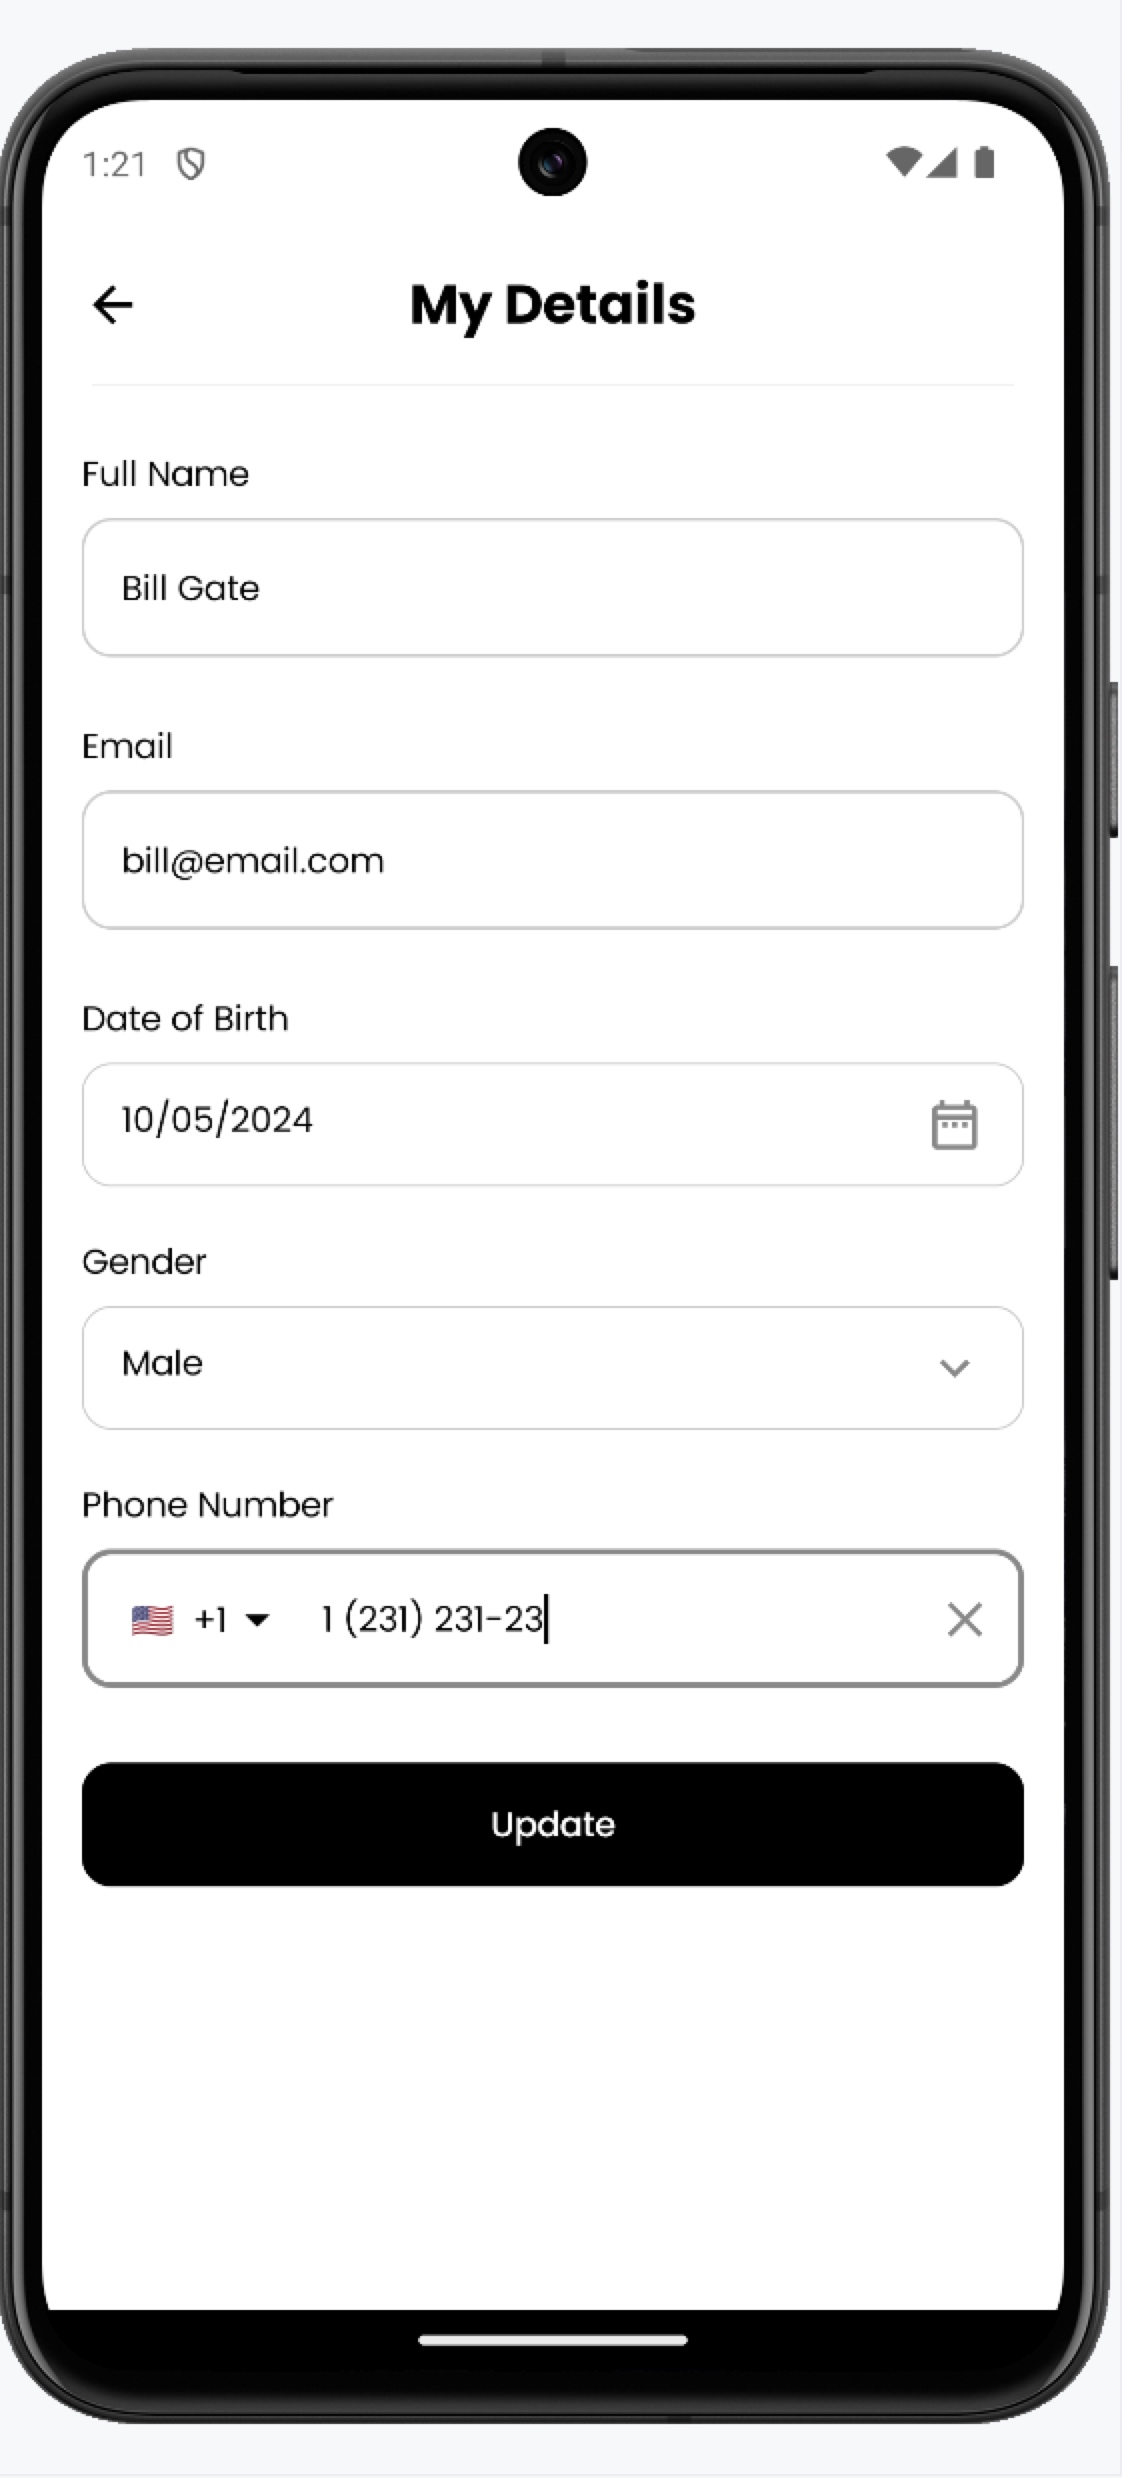 1:21
My Details
Full Name
Bill Gate
Email
bill@email.com
Date of Birth
10/05/2024
Gender
Male
Phone Number
+1 1 (231) 231-23
Update